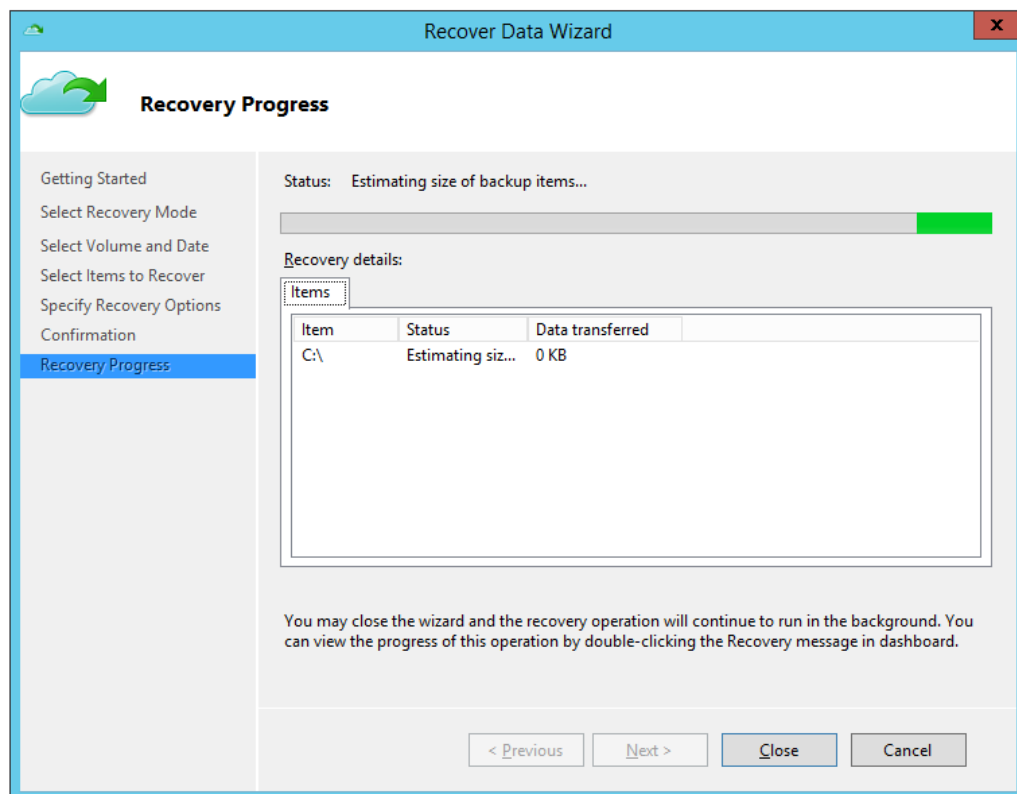 Recover Data Wizard
x
Recovery Progress
Getting Started
Select Recovery Mode
Select Volume and Date
Select Items to Recover
Specify Recovery Options
Confirmation
Recovery Progress
Status: Estimating size of backup items...
Recovery details:
Items
Item Status Data transferred
C:\ Estimating siz... 0 KB
You may close the wizard and the recovery operation will continue to run in the background. You
can view the progress of this operation by double-clicking the Recovery message in dashboard.
< Previous Next > Close Cancel